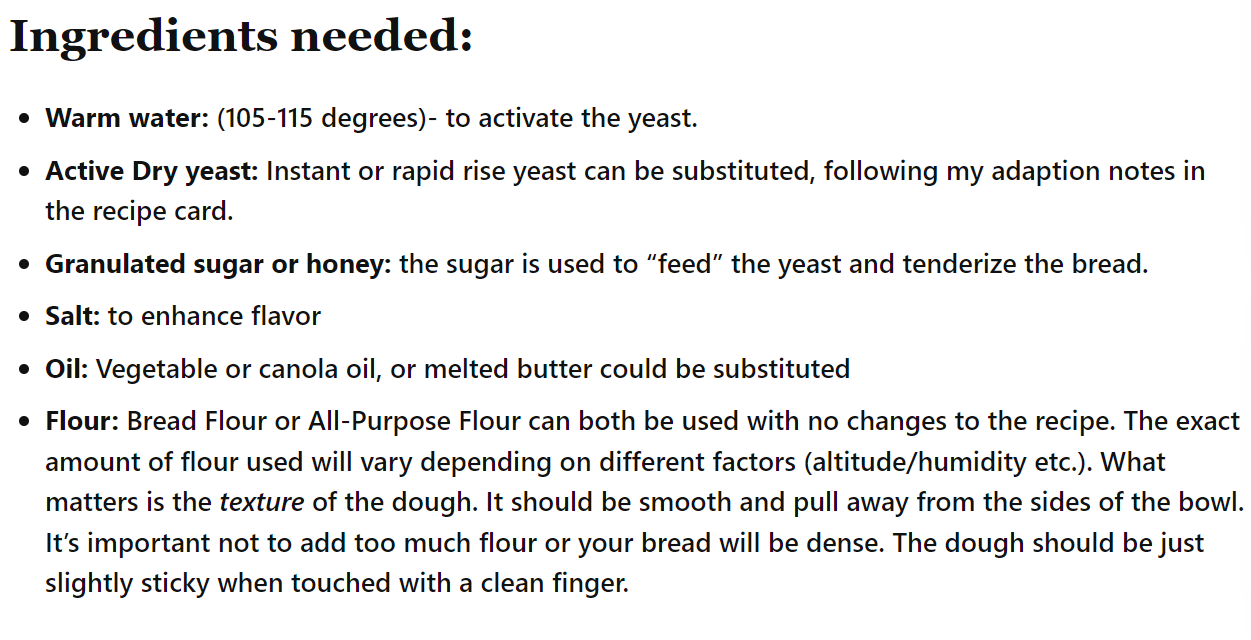 Ingredients needed:
• Warm water: (105-115 degrees)- to activate the yeast.
• Active Dry yeast: Instant or rapid rise yeast can be substituted, following my adaption notes in
the recipe card.
• Granulated sugar or honey: the sugar is used to “feed” the yeast and tenderize the bread.
• Salt: to enhance flavor
• Oil: Vegetable or canola oil, or melted butter could be substituted
• Flour: Bread Flour or All-Purpose Flour can both be used with no changes to the recipe. The exact
amount of flour used will vary depending on different factors (altitude/humidity etc.). What
matters is the texture of the dough. It should be smooth and pull away from the sides of the bowl.
It’s important not to add too much flour or your bread will be dense. The dough should be just
slightly sticky when touched with a clean finger.